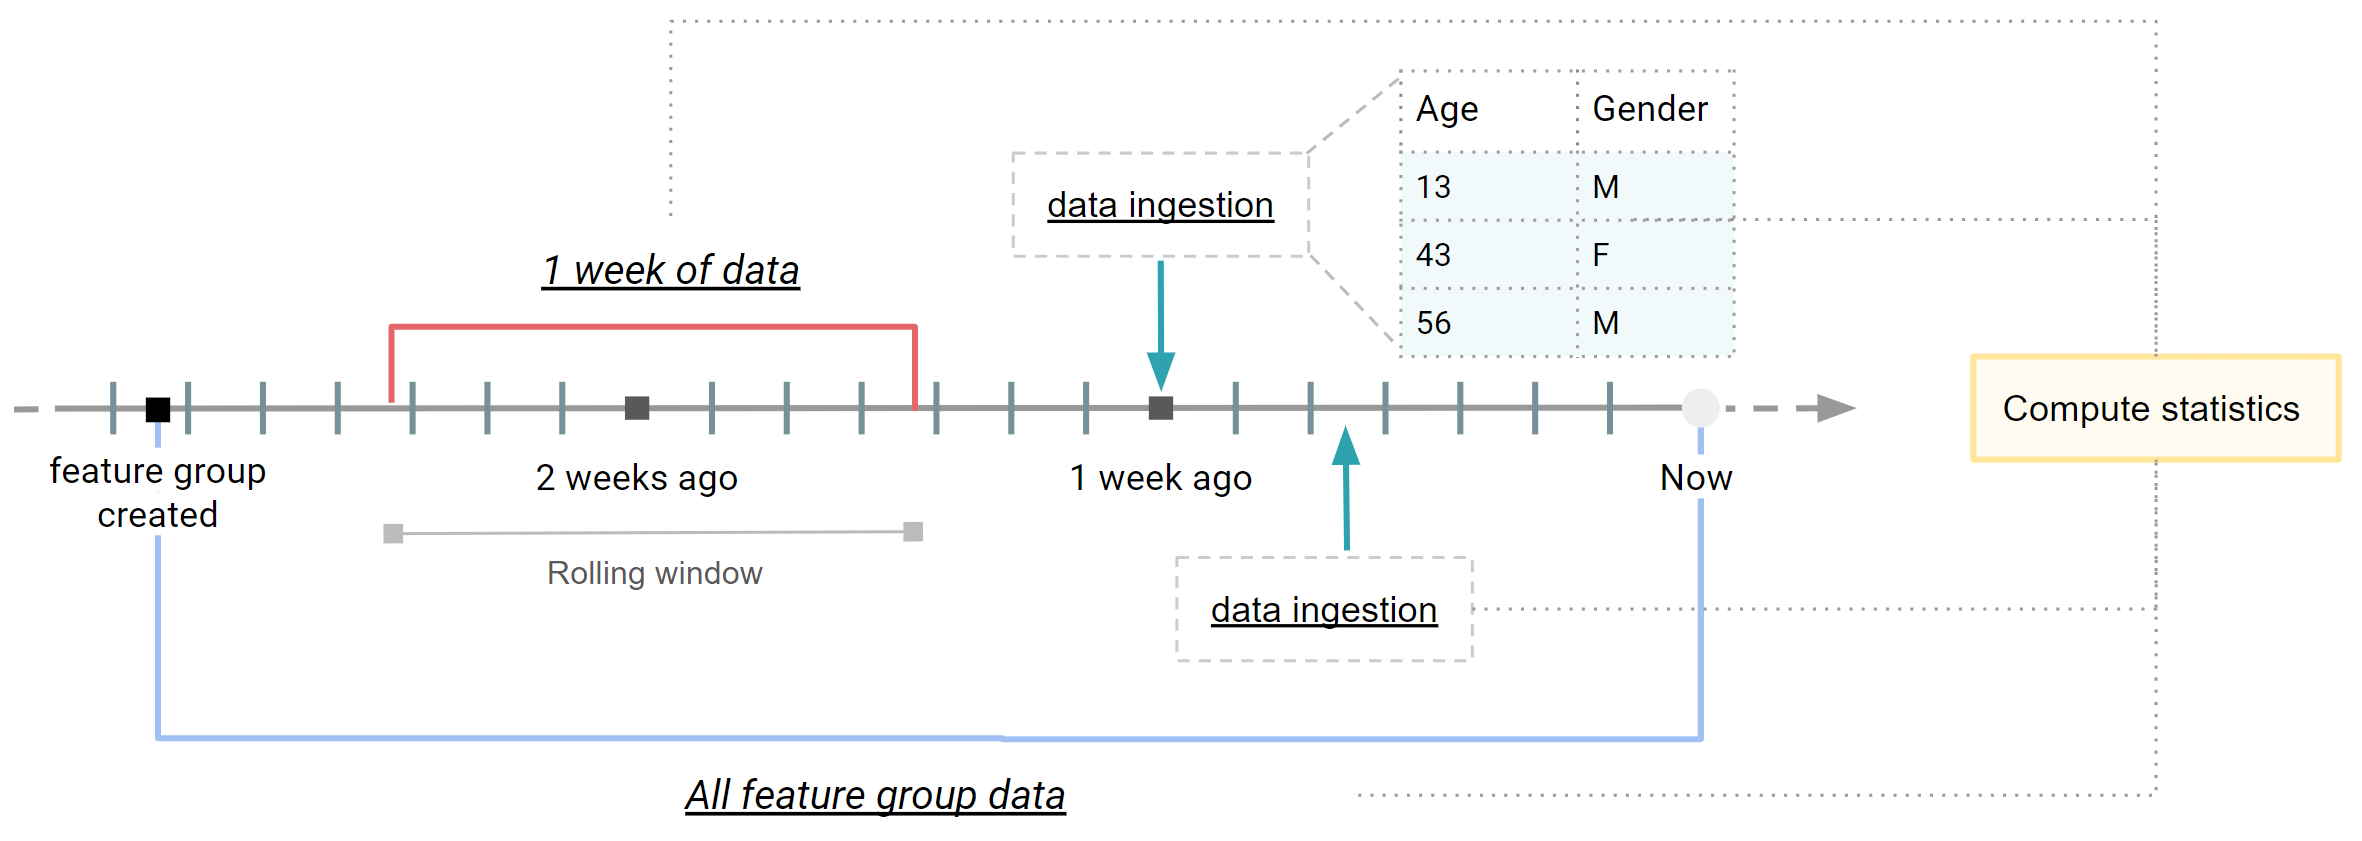 Age Gender
13 M
43 F
56 M
data ingestion
1 week of data
Compute statistics
feature group
created
2 weeks ago
1 week ago
Now
Rolling window
data ingestion
All feature group data